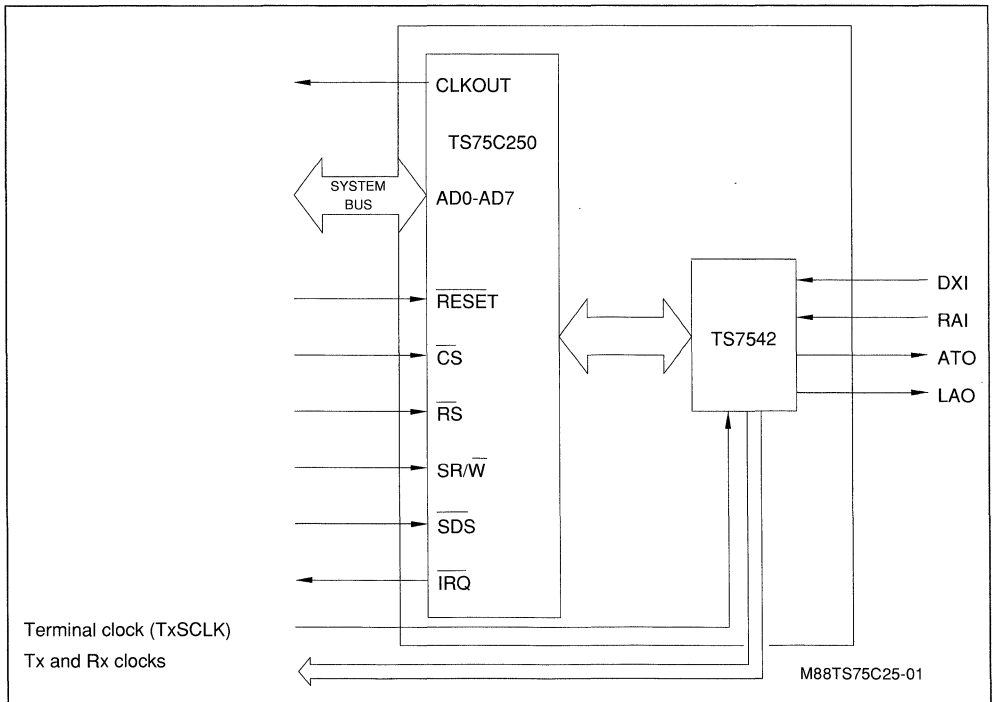 CLKOUT
TS75C250
SYSTEM
BUS
AD0-AD7
RESET
CS
RS
SR/W
SDS
IRQ
TS7542
DXI
RAI
ATO
LAO
Terminal clock (TxSCLK)
Tx and Rx clocks
M88TS75C25-01